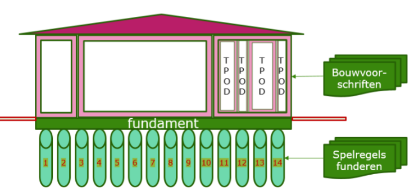 T T T T
P P P P
O O O O
D D D D
Bouwvoor-
schriften
fundament
1 2 3 4 5 6 7 8 9 10 11 12 13 14
Spelregels
funderen